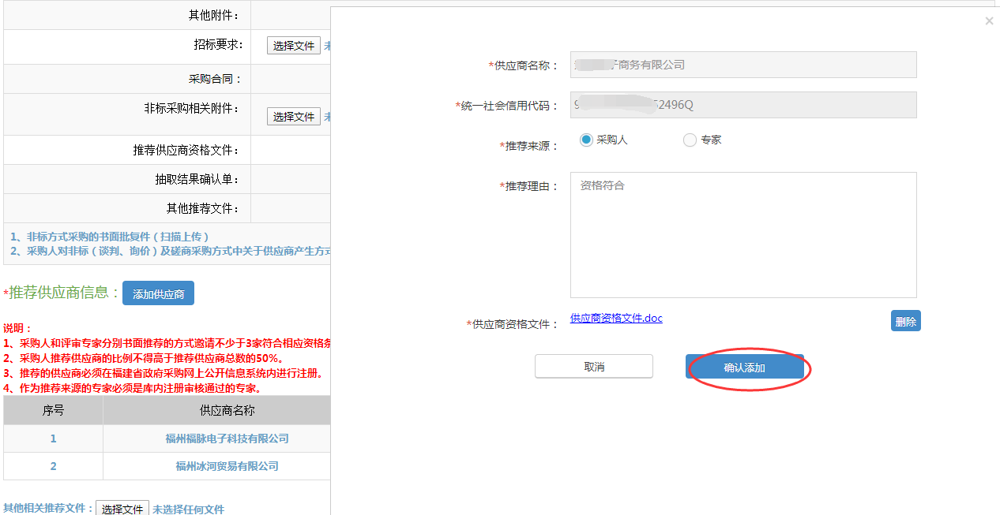 其他附件：
招标要求：
选择文件
采购合同：
非标采购相关附件：
选择文件
推荐供应商资格文件：
抽取结果确认单：
其他推荐文件：
1、非标方式采购的书面批复件（扫描上传）
2、采购人对非标（谈判、询价）及磋商采购方式中关于供应商产生方式
*推荐供应商信息：
添加供应商
说明：
1、采购人和评审专家分别书面推荐的方式邀请不少于3家符合相应资格条
2、采购人推荐供应商的比例不得高于推荐供应商总数的50%。
3、推荐的供应商必须在福建省政府采购网上公开信息系统内进行注册。
4、作为推荐来源的专家必须是库内注册审核通过的专家。
序号 供应商名称
1 福州福脉电子科技有限公司
2 福州冰河贸易有限公司
其他相关推荐文件：
选择文件 未选择任何文件
×
*供应商名称：
子商务有限公司
*统一社会信用代码：
9 52496Q
*推荐来源：
采购人 专家
*推荐理由：
资格符合
*供应商资格文件：
供应商资格文件.doc
删除
取消 确认添加